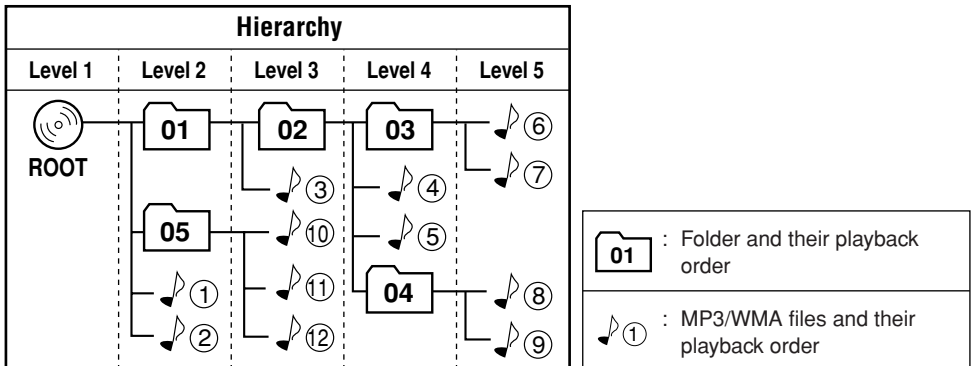 Hierarchy
Level 1 Level 2 Level 3 Level 4 Level 5
01 02 03 ⑥
ROOT ⑦
③ ④
05 ⑩ ⑤
① ⑪ 04 ⑧
② ⑫ ⑨
01 : Folder and their playback
order
① : MP3/WMA files and their
playback order